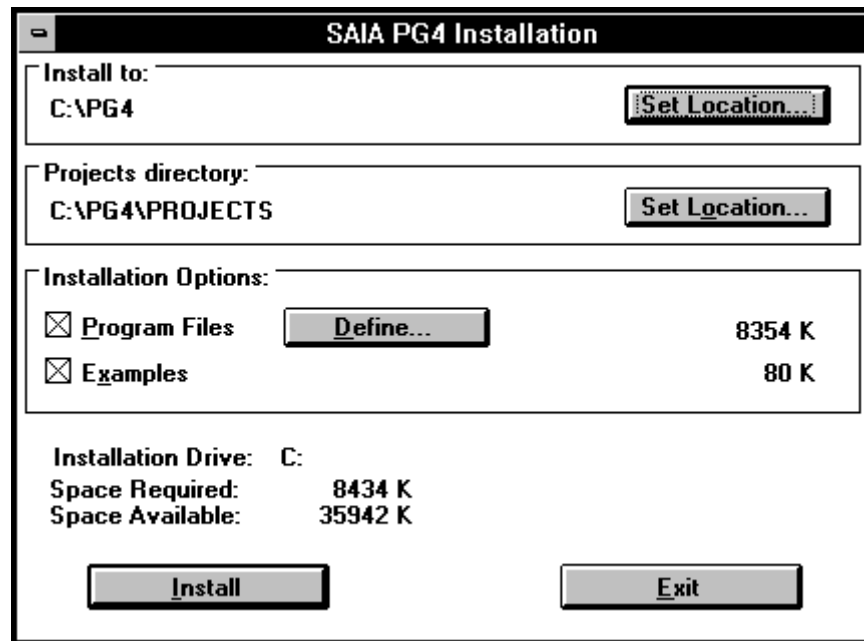 SAIA PG4 Installation
Install to:
C:\PG4 Set Location...
Projects directory:
C:\PG4\PROJECTS Set Location...
Installation Options:
Program Files Define... 8354 K
Examples 80 K
Installation Drive: C:
Space Required: 8434 K
Space Available: 35942 K
Install Exit